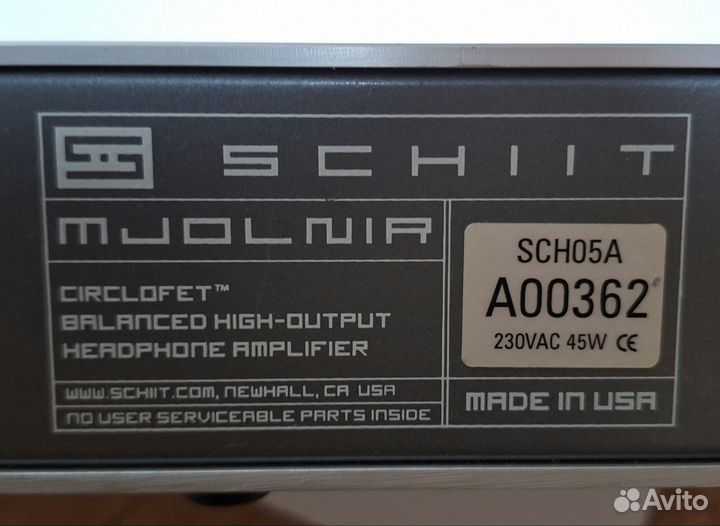 SCHIIT
MJOLNIR
CIRCLOFET™
BALANCED HIGH-OUTPUT
HEADPHONE AMPLIFIER
WWW.SCHIIT.COM, NEWHALL, CA USA
NO USER SERVICEABLE PARTS INSIDE
SCH05A
A00362
230VAC 45W CE
MADE IN USA
Avito